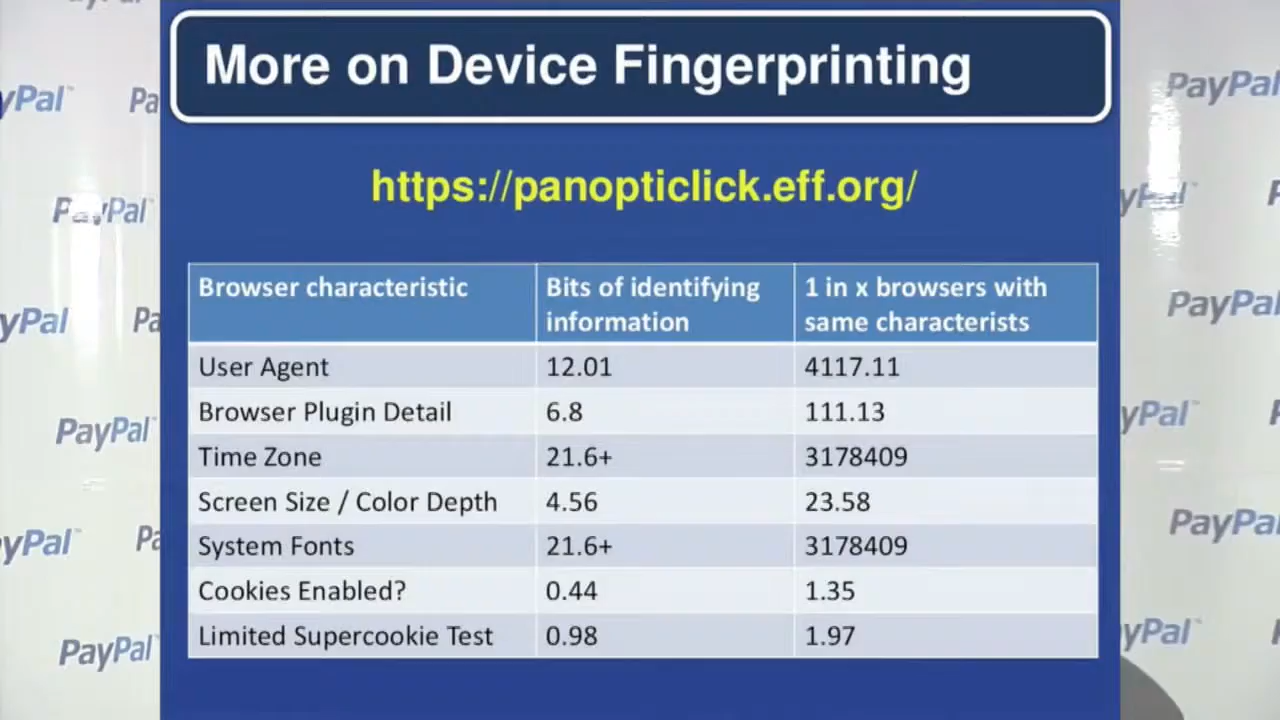 More on Device Fingerprinting
https://panopticlick.eff.org/
Browser characteristic
Bits of identifying information
1 in x browsers with same characterists
User Agent 12.01 4117.11
Browser Plugin Detail 6.8 111.13
Time Zone 21.6+ 3178409
Screen Size / Color Depth 4.56 23.58
System Fonts 21.6+ 3178409
Cookies Enabled? 0.44 1.35
Limited Supercookie Test 0.98 1.97
PayPal
PayPal
PayPal
PayPal
PayPal
PayPal
PayPal